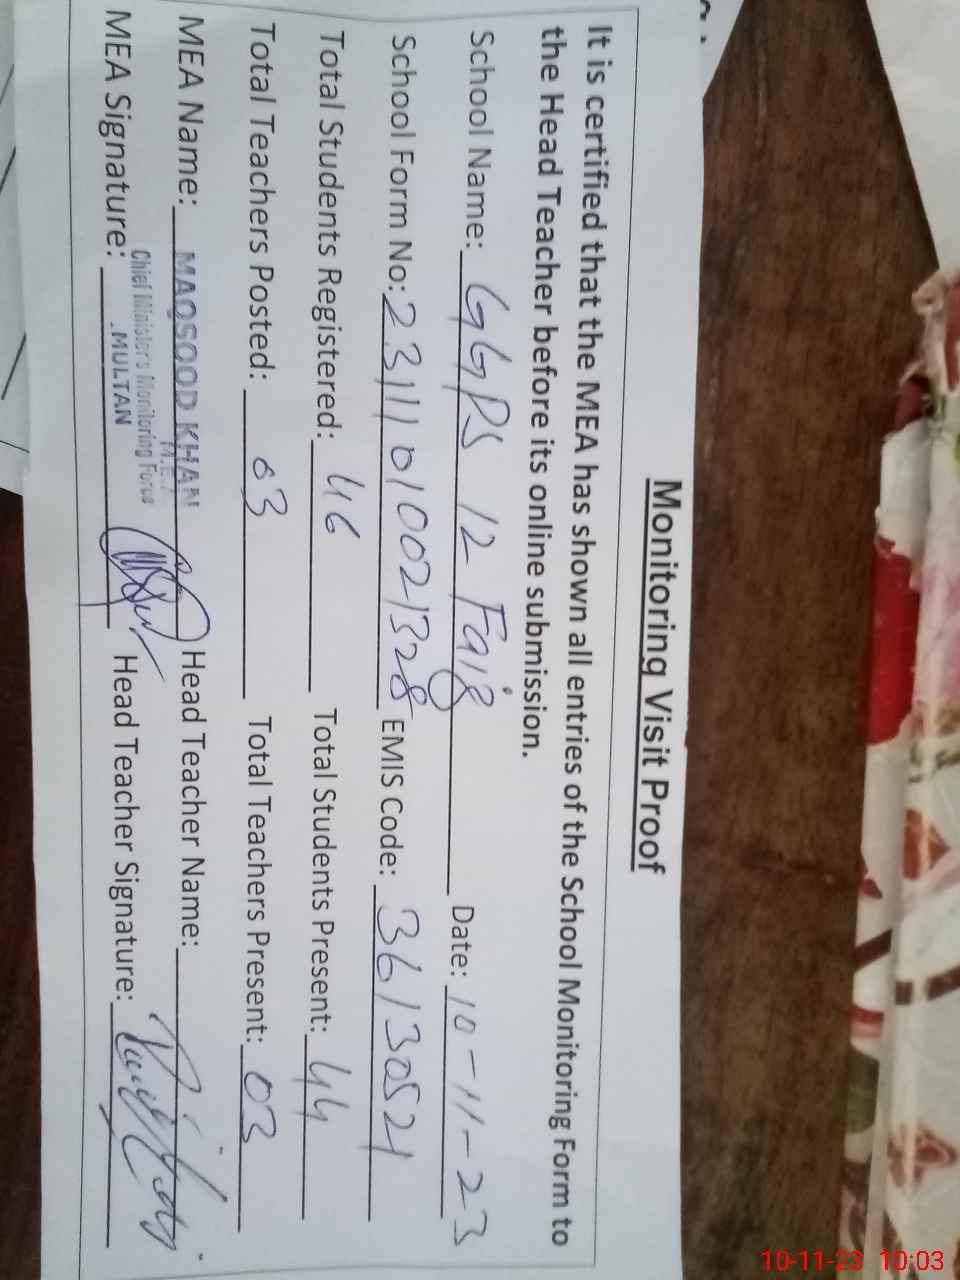 Monitoring Visit Proof
It is certified that the MEA has shown all entries of the School Monitoring Form to
the Head Teacher before its online submission.
School Name: GGPS 12 Faiz Date: 10-11-23
School Form No: 23111010021328 EMIS Code: 36130521
Total Students Registered: 46 Total Students Present: 44
Total Teachers Posted: 03 Total Teachers Present: 03
MEA Name: MAQSOOD KHAN Head Teacher Name:
M.E.A
Chief Minister's Monitoring Force
MULTAN
MEA Signature: Head Teacher Signature:
10-11-23 10:03